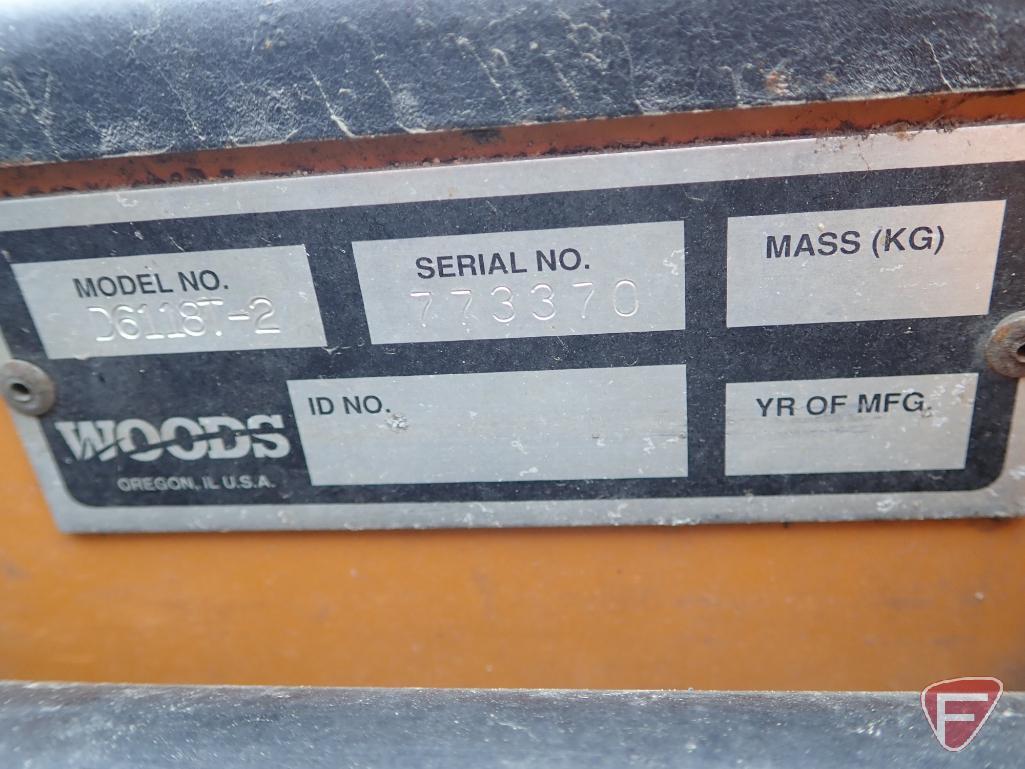 MODEL NO.
D6118T-2
SERIAL NO.
773370
MASS (KG)
WOODS
OREGON, IL U.S.A.
ID NO.
YR OF MFG.
F